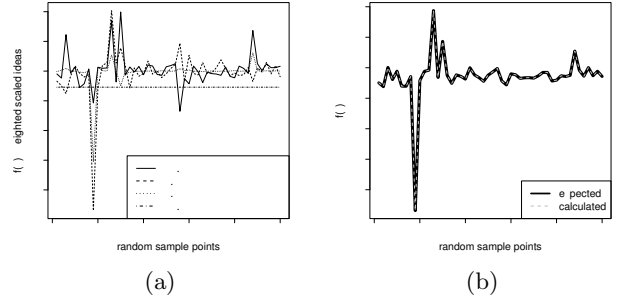 f( )   eighted scaled ideas
.
.
.
random sample points
(a)
f( )
e pected
calculated
random sample points
(b)